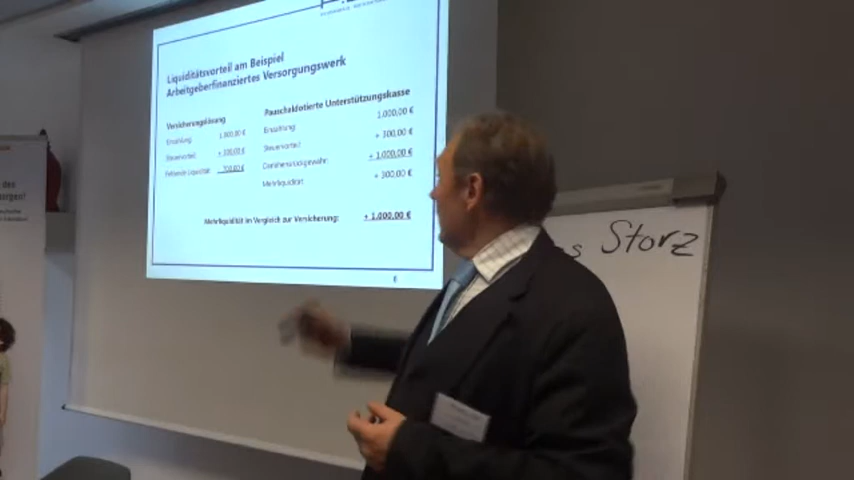 Liquiditätsvorteil am Beispiel
Arbeitgeberfinanziertes Versorgungswerk
Versicherungslösung
Einzahlung: 1.000,00 €
Steuervorteil: + 300,00 €
Fehlende Liquidität: 700,00 €
Pauschaldotierte Unterstützungskasse
Einzahlung: 1.000,00 €
Steuervorteil: + 300,00 €
Darlehensrückgewähr: + 1.000,00 €
Mehrliquidität: + 300,00 €
Mehrliquidität im Vergleich zur Versicherung: + 1.000,00 €
Storz